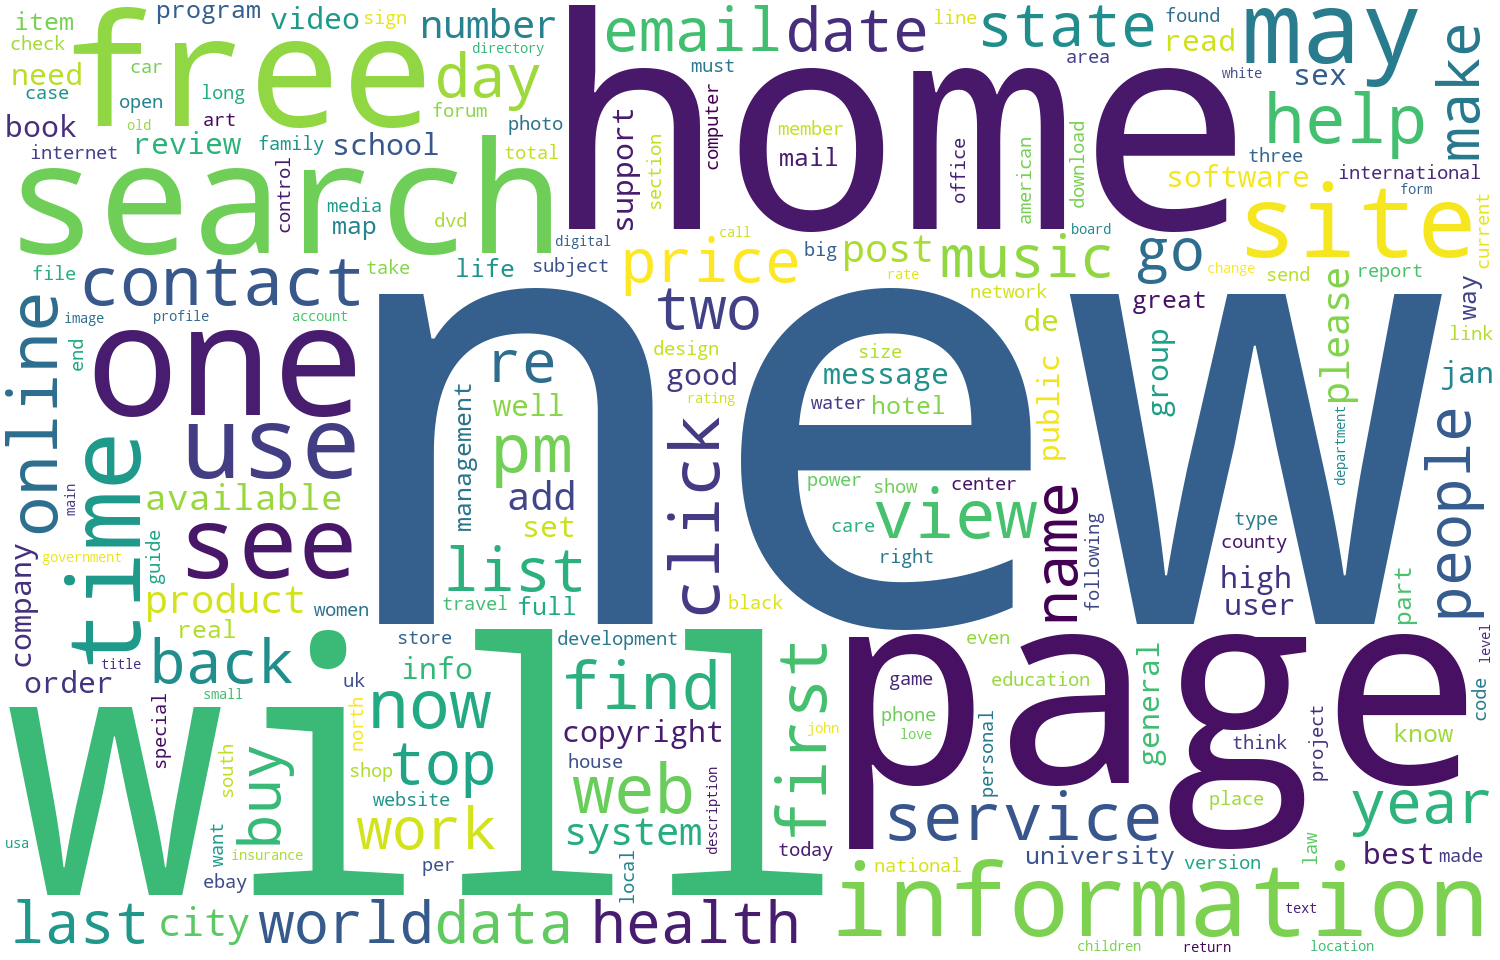 item
program
video
sign
number
email
date
line
state
found
read
may
make
check
free
directory
day
home
must
area
white
sex
need
car
case
open
long
forum
old
art
book
internet
review
family
school
photo
total
search
control
media
map
dvd
support
section
computer
member
mail
office
american
download
help
three
software
international
form
site
current
digital
call
board
file
contact
take
life
subject
price
big
post
rate
music
go
change
send
please
report
way
link
online
image
profile
account
one
end
two
network
de
great
new
re
design
good
size
message
water
hotel
rating
public
group
jan
use
well
management
pm
click
add
set
time
available
main
see
power
show
center
view
care
right
name
department
people
type
county
following
high
user
company
government
guide
list
product
women
travel
full
black
part
real
title
back
order
small
store
development
even
uk
info
find
first
page
game
education
general
level
code
will
special
now
north
copyright
john
phone
love
personal
think
project
know
south
buy
shop
top
house
web
website
description
place
year
usa
want
insurance
work
system
service
today
law
ebay
per
local
national
university
version
best
made
last
city
world
data
health
information
text
children
return
location